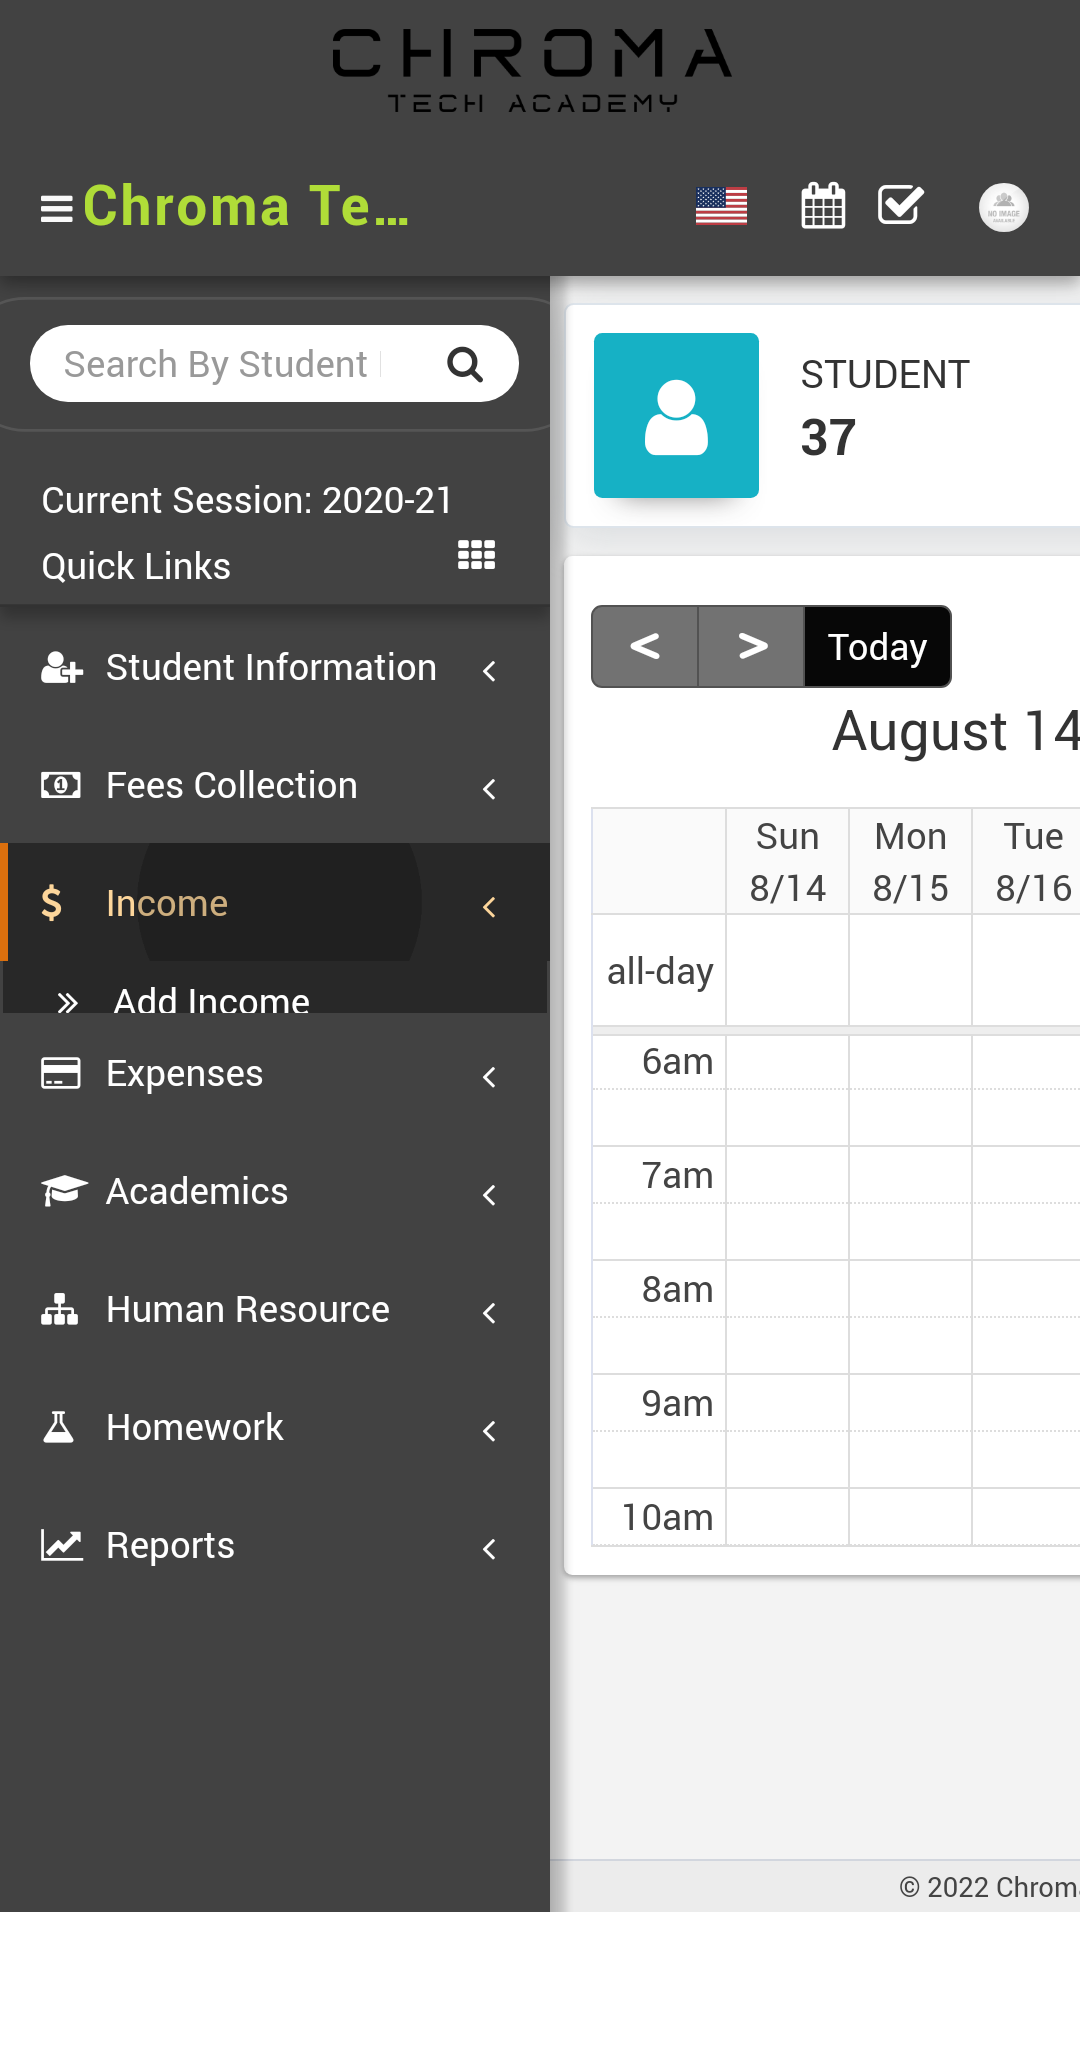 CHROMA
TECH ACADEMY
Chroma Te...
Search By Student
Current Session: 2020-21
Quick Links
Student Information
Fees Collection
Income
Add Income
Expenses
Academics
Human Resource
Homework
Reports
STUDENT
37
< > Today
August 14
Sun 8/14
Mon 8/15
Tue 8/16
all-day
6am
7am
8am
9am
10am
© 2022 Chroma
NO IMAGE
AVAILABLE